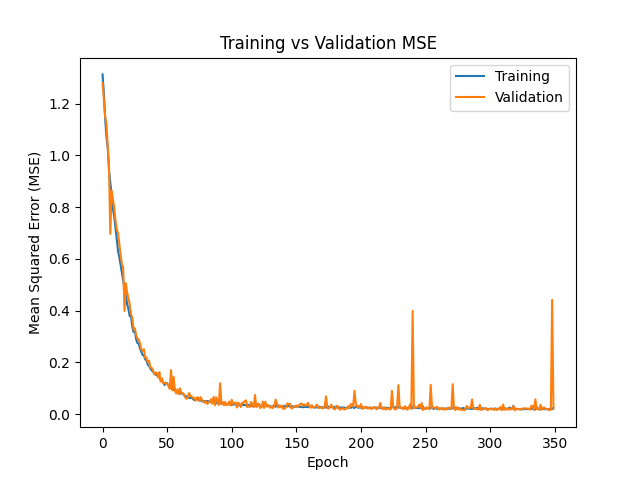 Training vs Validation MSE
Training
Validation
Mean Squared Error (MSE)
1.2
1.0
0.8
0.6
0.4
0.2
0.0
0 50 100 150 200 250 300 350
Epoch